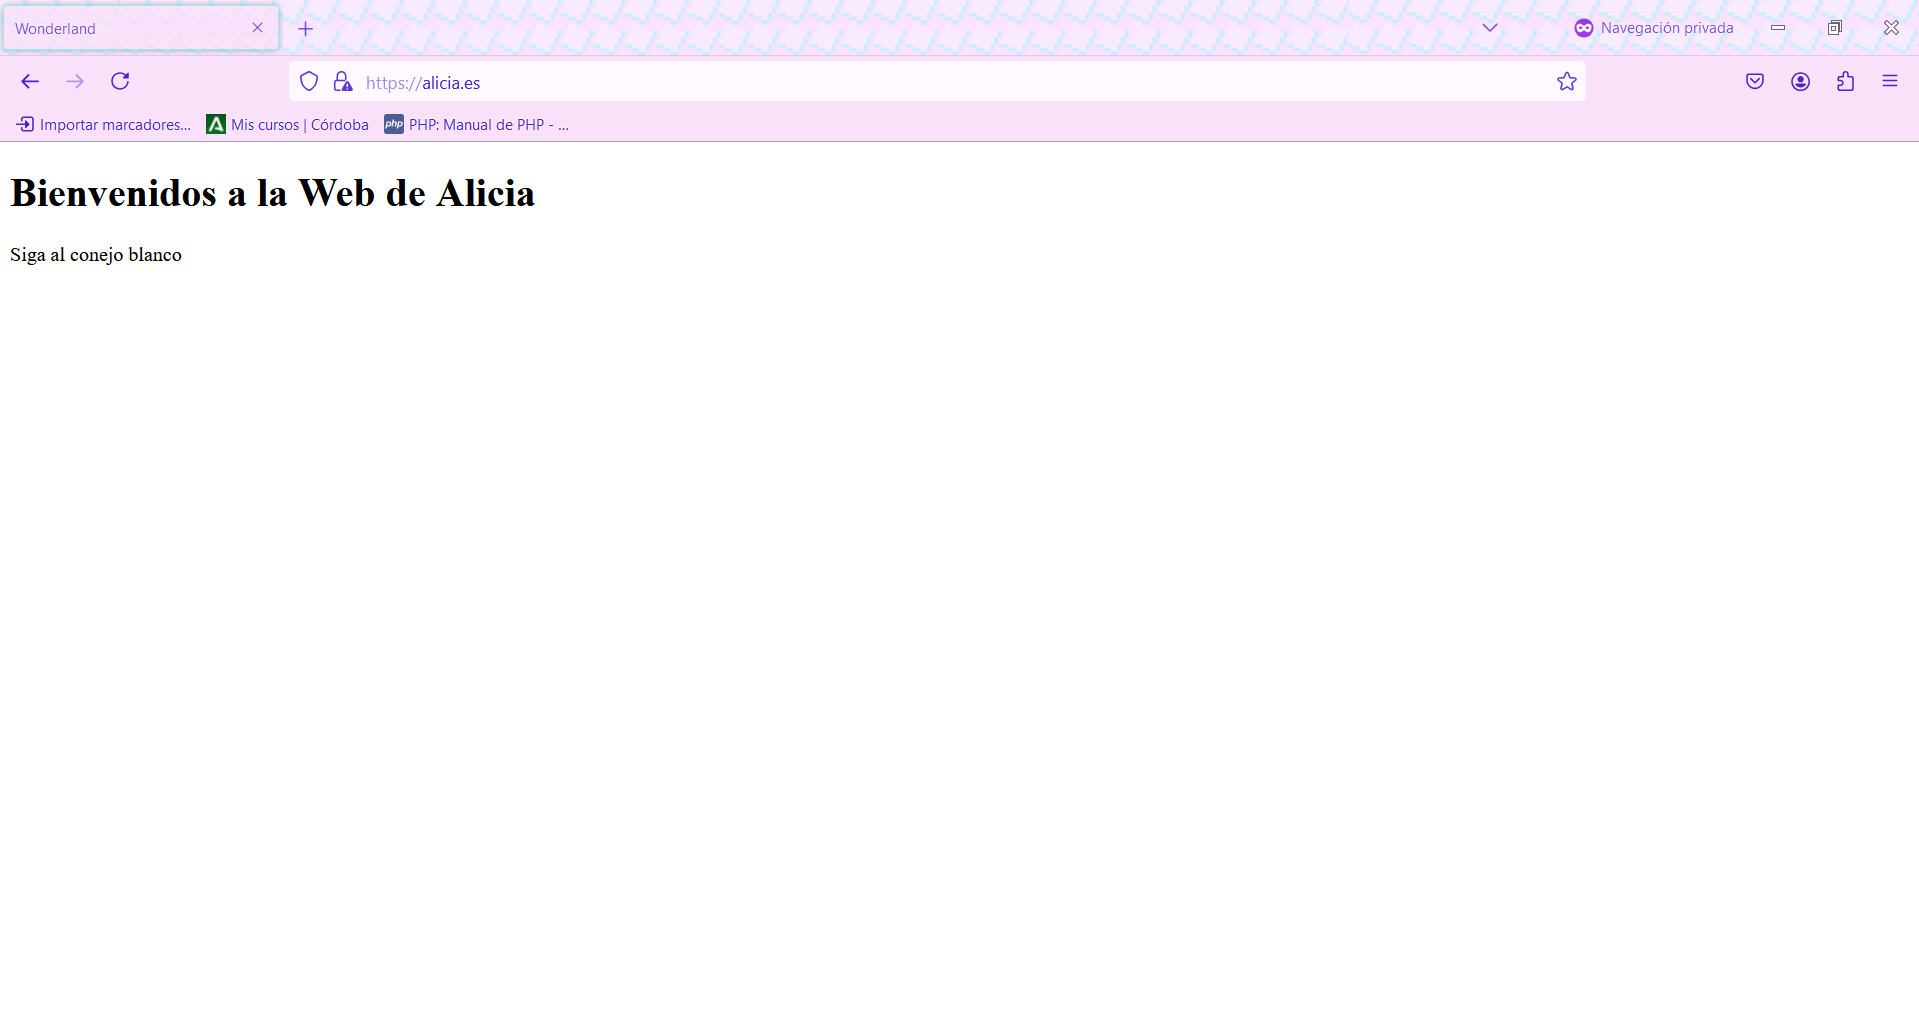 Wonderland
Navegación privada
https://alicia.es
Importar marcadores...
Mis cursos | Córdoba
php PHP: Manual de PHP - ...
Bienvenidos a la Web de Alicia
Siga al conejo blanco